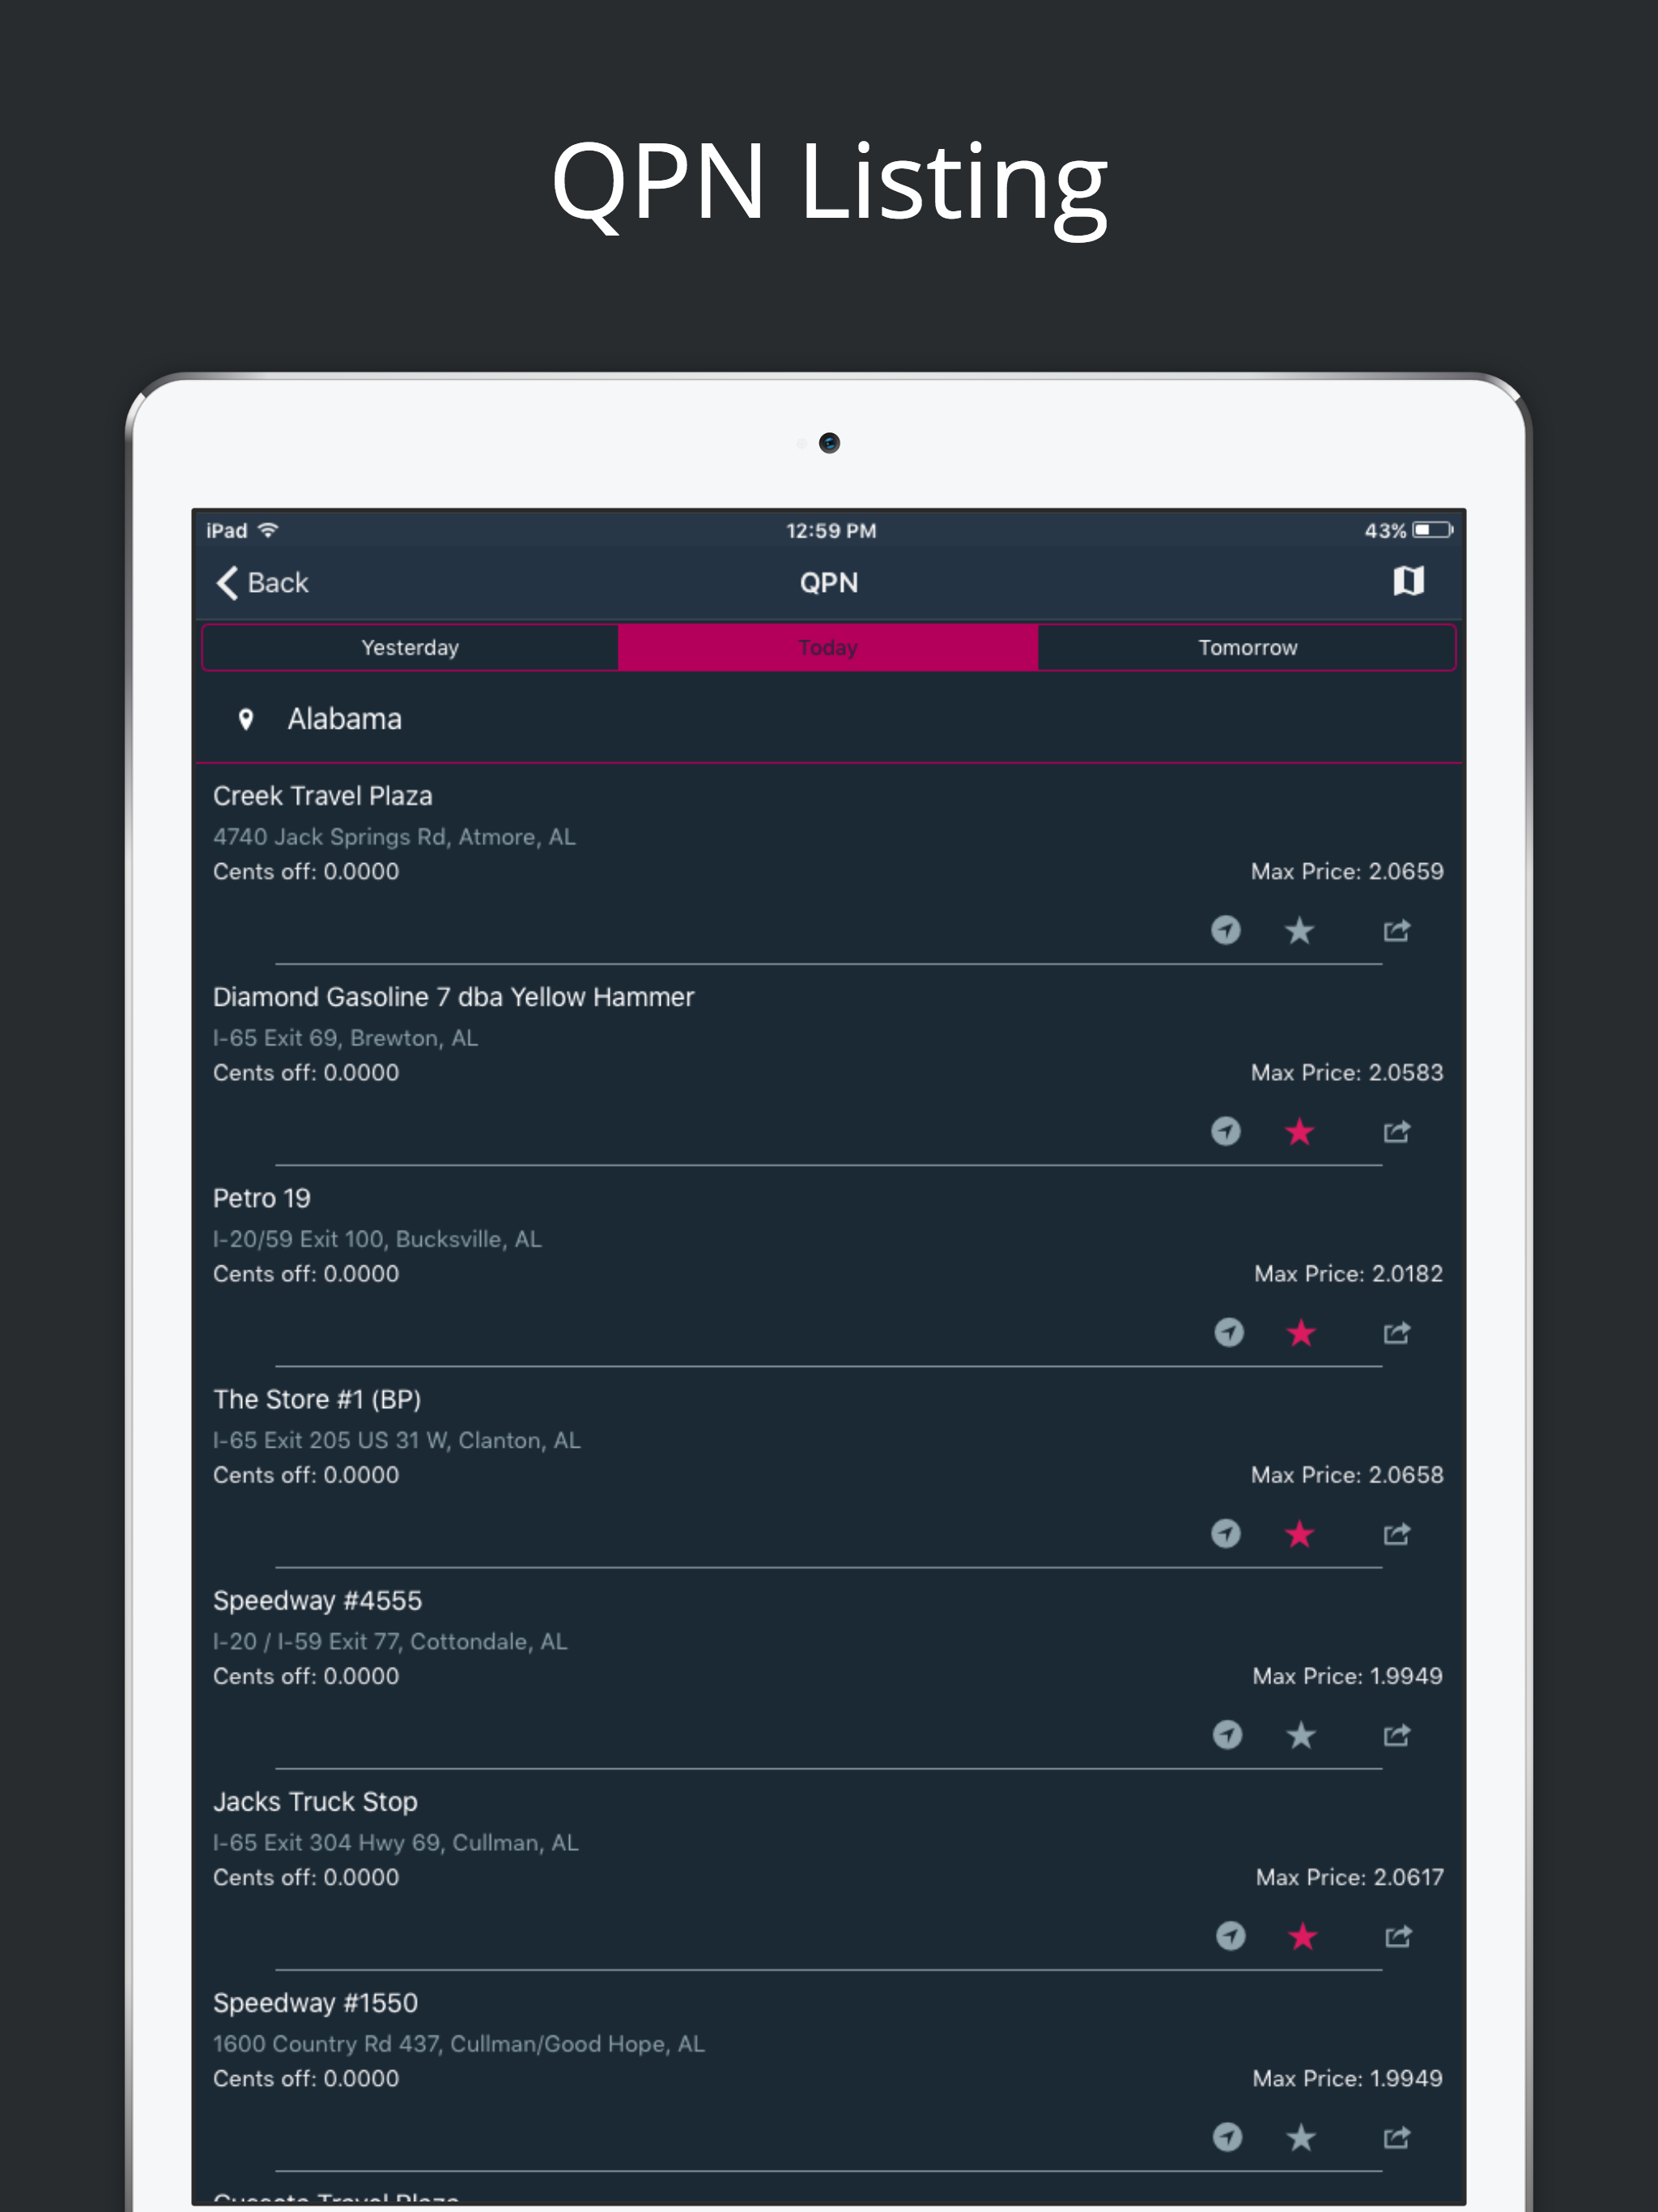 QPN Listing
iPad 12:59 PM 43%
Back QPN
Yesterday Today Tomorrow
Alabama
Creek Travel Plaza
4740 Jack Springs Rd, Atmore, AL
Cents off: 0.0000 Max Price: 2.0659
Diamond Gasoline 7 dba Yellow Hammer
I-65 Exit 69, Brewton, AL
Cents off: 0.0000 Max Price: 2.0583
Petro 19
I-20/59 Exit 100, Bucksville, AL
Cents off: 0.0000 Max Price: 2.0182
The Store #1 (BP)
I-65 Exit 205 US 31 W, Clanton, AL
Cents off: 0.0000 Max Price: 2.0658
Speedway #4555
I-20 / I-59 Exit 77, Cottondale, AL
Cents off: 0.0000 Max Price: 1.9949
Jacks Truck Stop
I-65 Exit 304 Hwy 69, Cullman, AL
Cents off: 0.0000 Max Price: 2.0617
Speedway #1550
1600 Country Rd 437, Cullman/Good Hope, AL
Cents off: 0.0000 Max Price: 1.9949
Travel Plaza